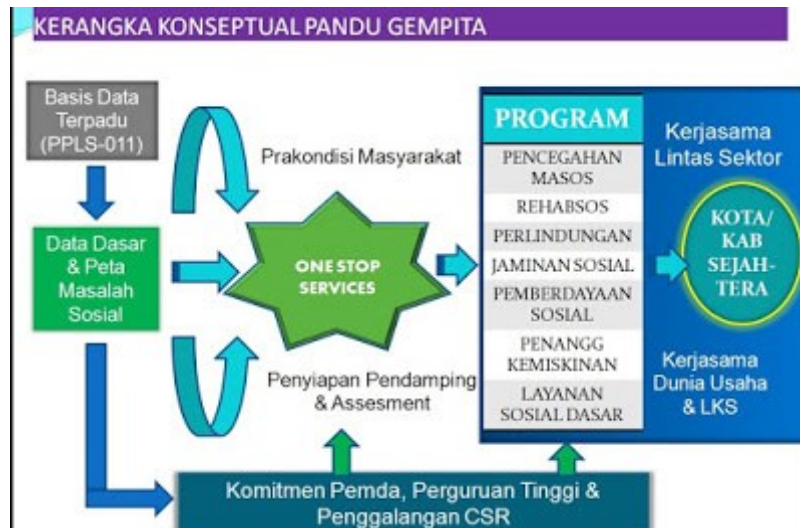 KERANGKA KONSEPTUAL PANDU GEMPITA
Basis Data
Terpadu
(PPLS-011)
Data Dasar
& Peta
Masalah
Sosial
Prakondisi Masyarakat
ONE STOP
SERVICES
Penyiapan Pendamping
& Assesment
PROGRAM
PENCEGAHAN
MASOS
REHABSOS
PERLINDUNGAN
JAMINAN SOSIAL
PEMBERDAYAAN
SOSIAL
PENANGG
KEMISKINAN
LAYANAN
SOSIAL DASAR
Kerjasama
Lintas Sektor
KOTA/
KAB
SEJAH-
TERA
Kerjasama
Dunia Usaha
& LKS
Komitmen Pemda, Perguruan Tinggi &
Penggalangan CSR